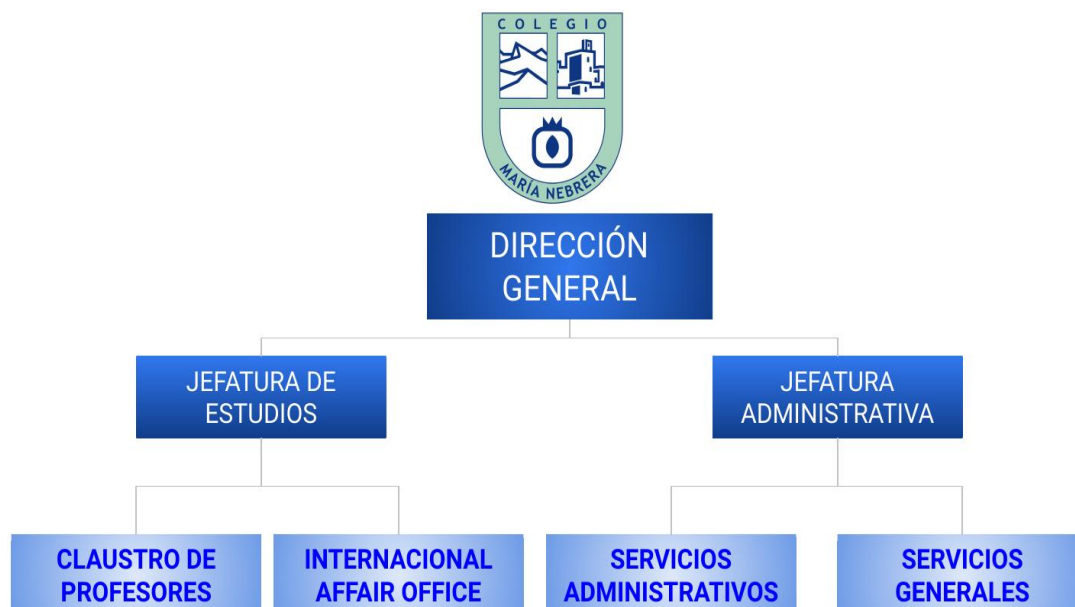 COLEGIO
MARÍA NEBRERA
DIRECCIÓN
GENERAL
JEFATURA DE
ESTUDIOS
JEFATURA
ADMINISTRATIVA
CLAUSTRO DE
PROFESORES
INTERNACIONAL
AFFAIR OFFICE
SERVICIOS
ADMINISTRATIVOS
SERVICIOS
GENERALES